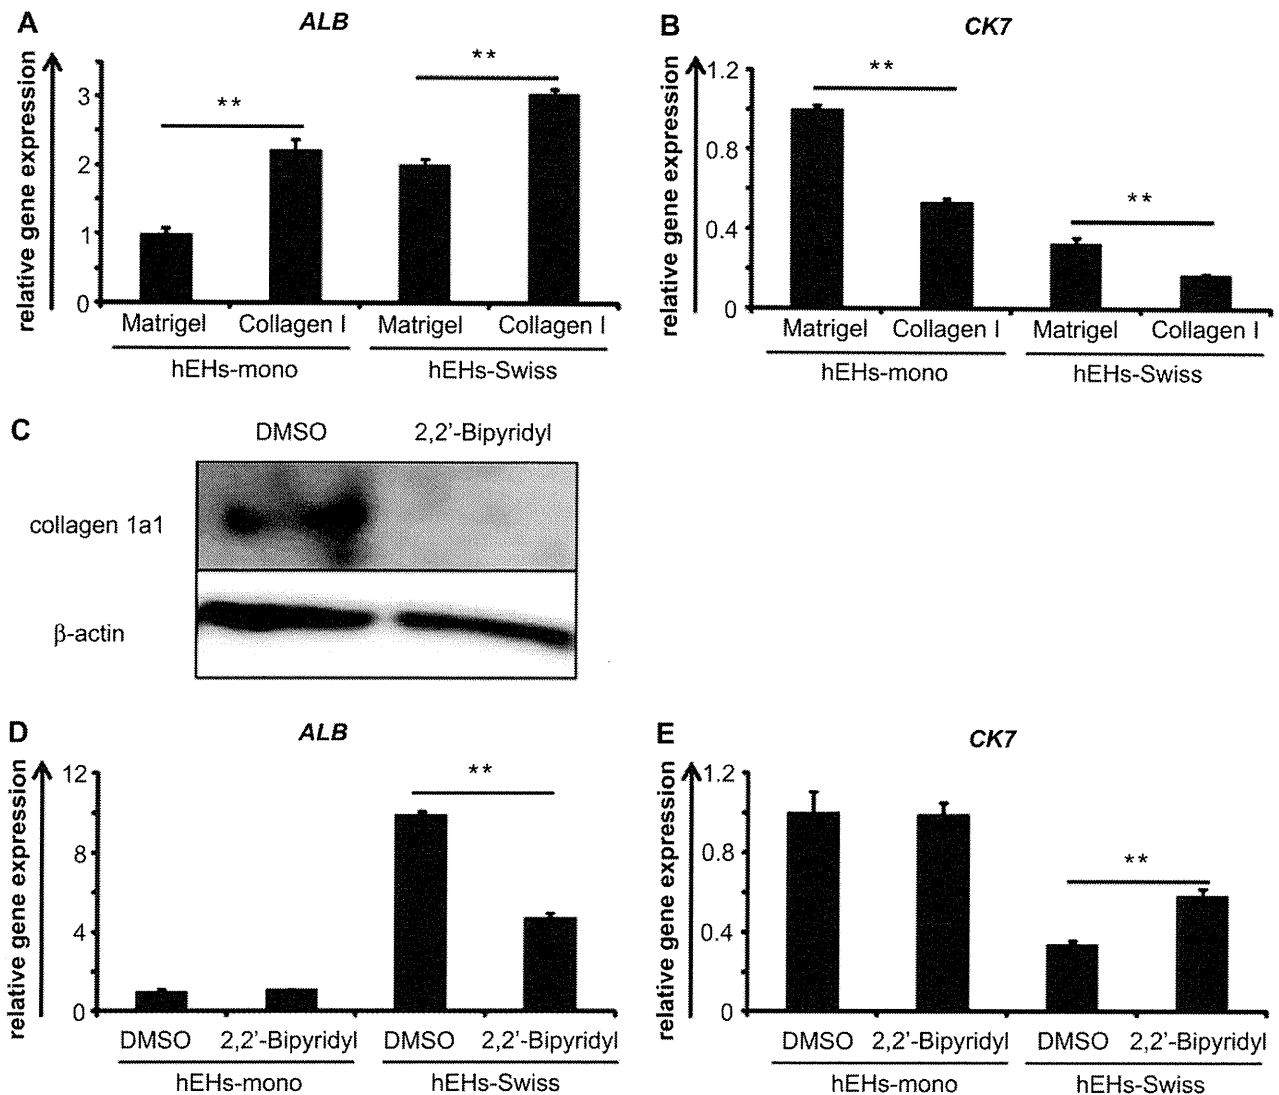 A
ALB
relative gene expression
3
2
1
0
**
**
Matrigel
Collagen I
Matrigel
Collagen I
hEHs-mono
hEHs-Swiss
B
CK7
relative gene expression
1.2
0.8
0.4
0
**
**
Matrigel
Collagen I
Matrigel
Collagen I
hEHs-mono
hEHs-Swiss
C
DMSO
2,2’-Bipyridyl
collagen 1a1
β-actin
D
ALB
relative gene expression
12
8
4
0
**
DMSO
2,2’-Bipyridyl
DMSO
2,2’-Bipyridyl
hEHs-mono
hEHs-Swiss
E
CK7
relative gene expression
1.2
0.8
0.4
0
**
DMSO
2,2’-Bipyridyl
DMSO
2,2’-Bipyridyl
hEHs-mono
hEHs-Swiss